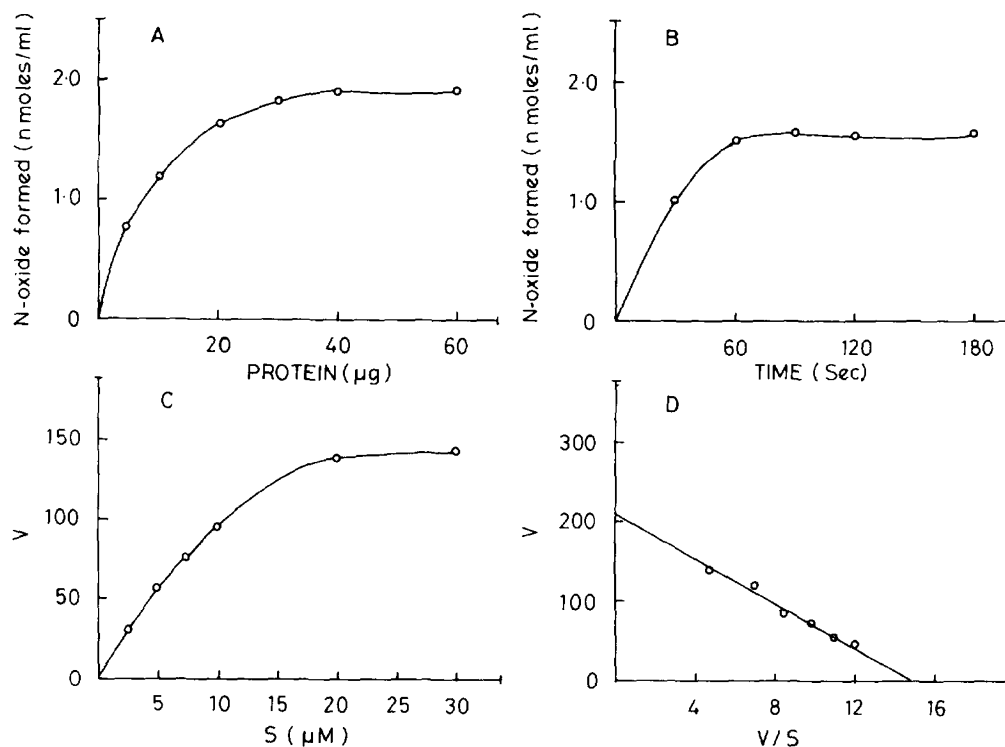 A
N-oxide formed (n moles/ml)
2·0
1·0
0
20
40
60
PROTEIN (µg)
B
N-oxide formed (n moles/ml)
2·0
1·0
0
60
120
180
TIME (Sec)
C
V
150
100
50
0
5
10
15
20
25
30
S (µM)
D
V
300
200
100
0
4
8
12
16
V/S